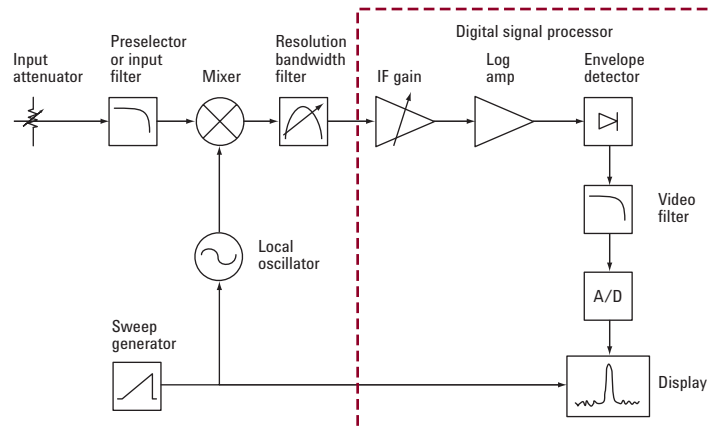 Digital signal processor
Input
attenuator
Preselector
or input
filter
Mixer
Resolution
bandwidth
filter
IF gain
Log
amp
Envelope
detector
Video
filter
Local
oscillator
A/D
Sweep
generator
Display